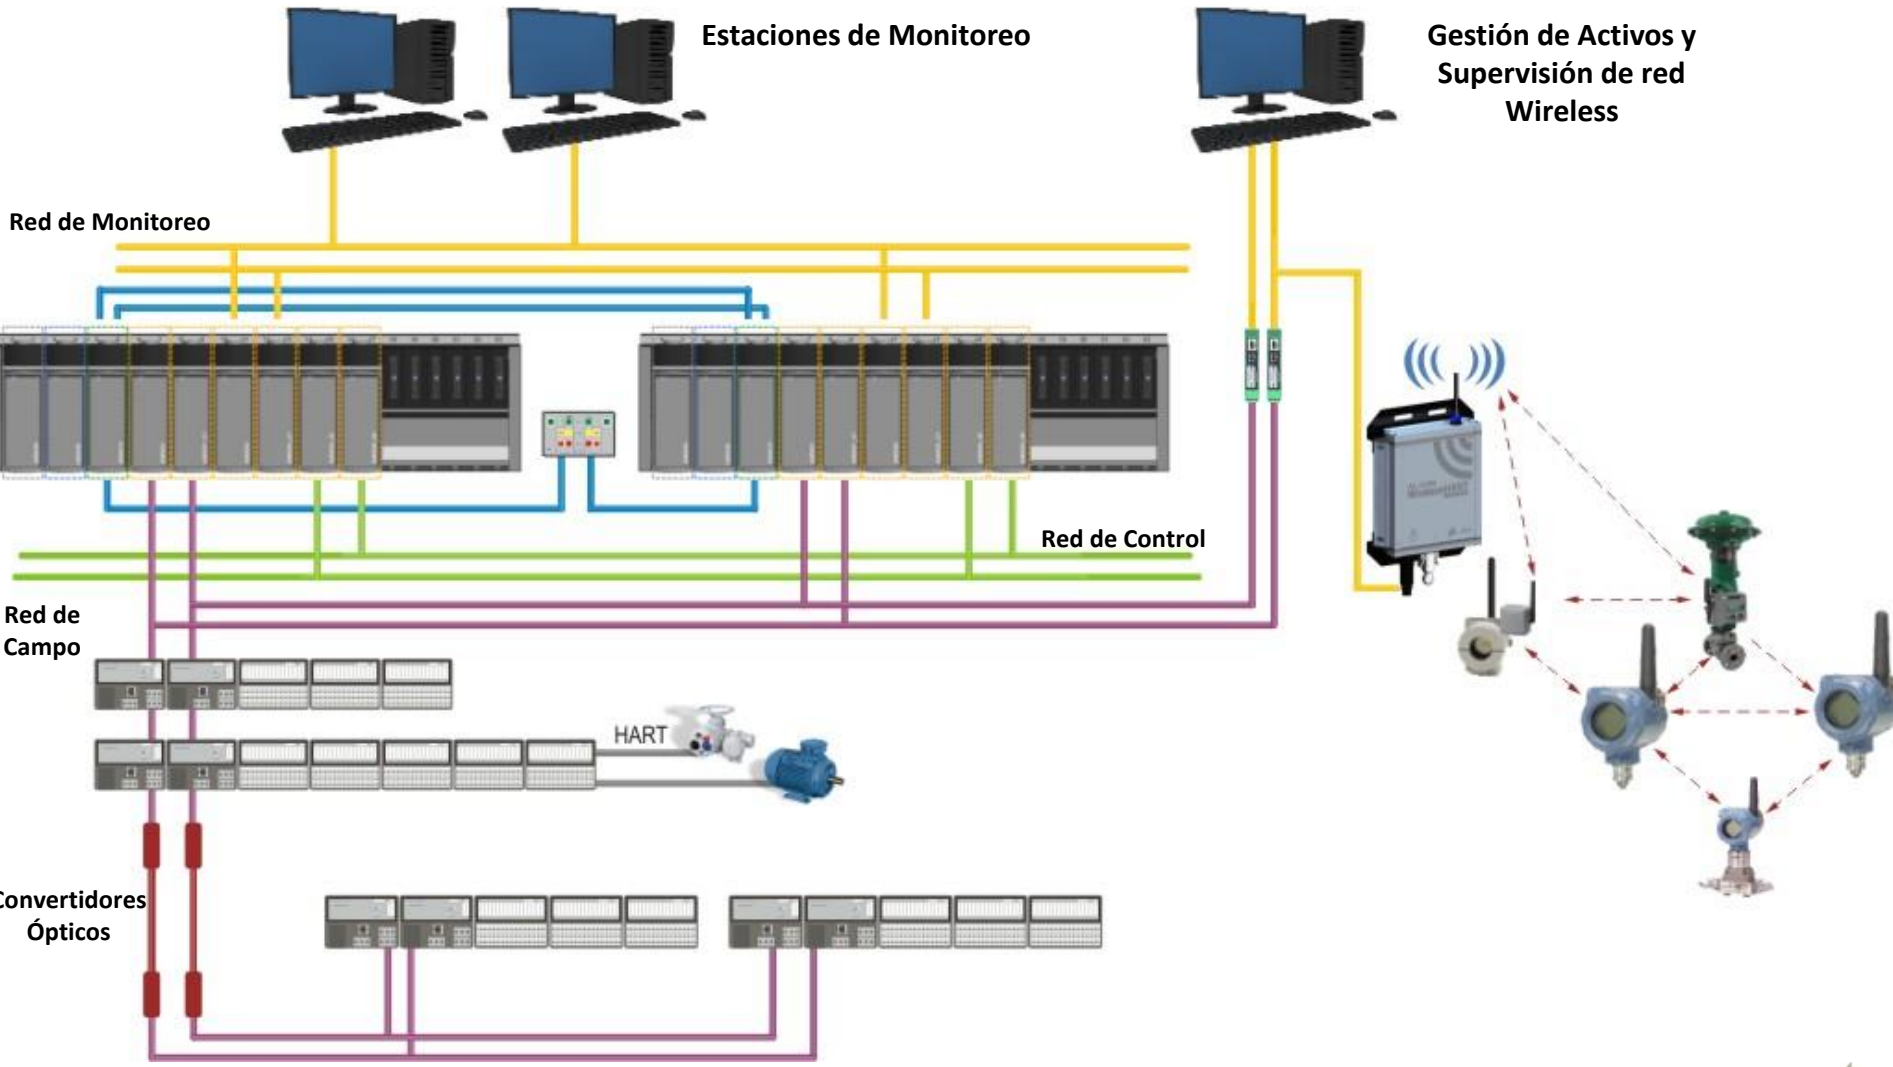 Estaciones de Monitoreo
Gestión de Activos y
Supervisión de red
Wireless
Red de Monitoreo
Red de Control
Red de
Campo
HART
Convertidores
Ópticos